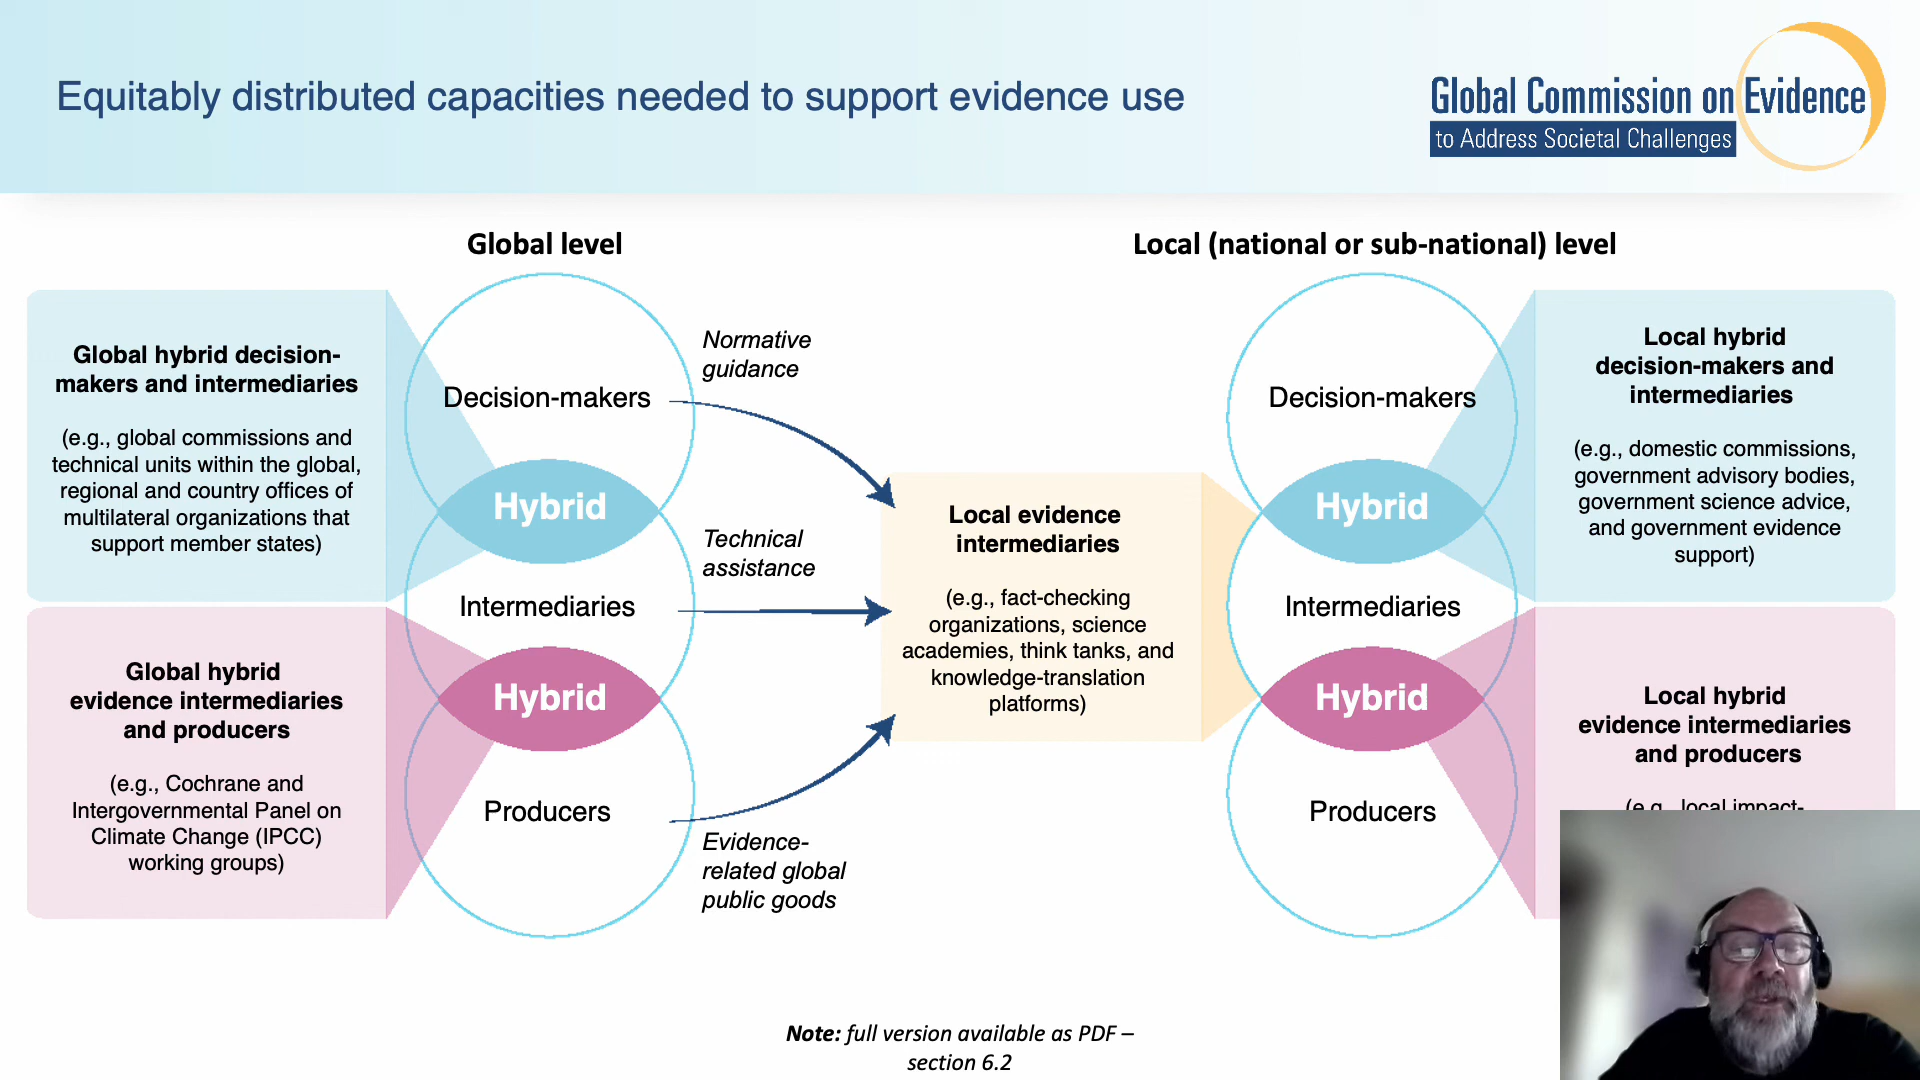 Equitably distributed capacities needed to support evidence use
Global Commission on Evidence
to Address Societal Challenges
Global level
Local (national or sub-national) level
Global hybrid decision-
makers and intermediaries
(e.g., global commissions and
technical units within the global,
regional and country offices of
multilateral organizations that
support member states)
Global hybrid
evidence intermediaries
and producers
(e.g., Cochrane and
Intergovernmental Panel on
Climate Change (IPCC)
working groups)
Decision-makers
Hybrid
Intermediaries
Hybrid
Producers
Normative
guidance
Technical
assistance
Evidence-
related global
public goods
Local evidence
intermediaries
(e.g., fact-checking
organizations, science
academies, think tanks, and
knowledge-translation
platforms)
Decision-makers
Hybrid
Intermediaries
Hybrid
Producers
Local hybrid
decision-makers and
intermediaries
(e.g., domestic commissions,
government advisory bodies,
government science advice,
and government evidence
support)
Local hybrid
evidence intermediaries
and producers
(e.g., local impact-
Note: full version available as PDF –
section 6.2